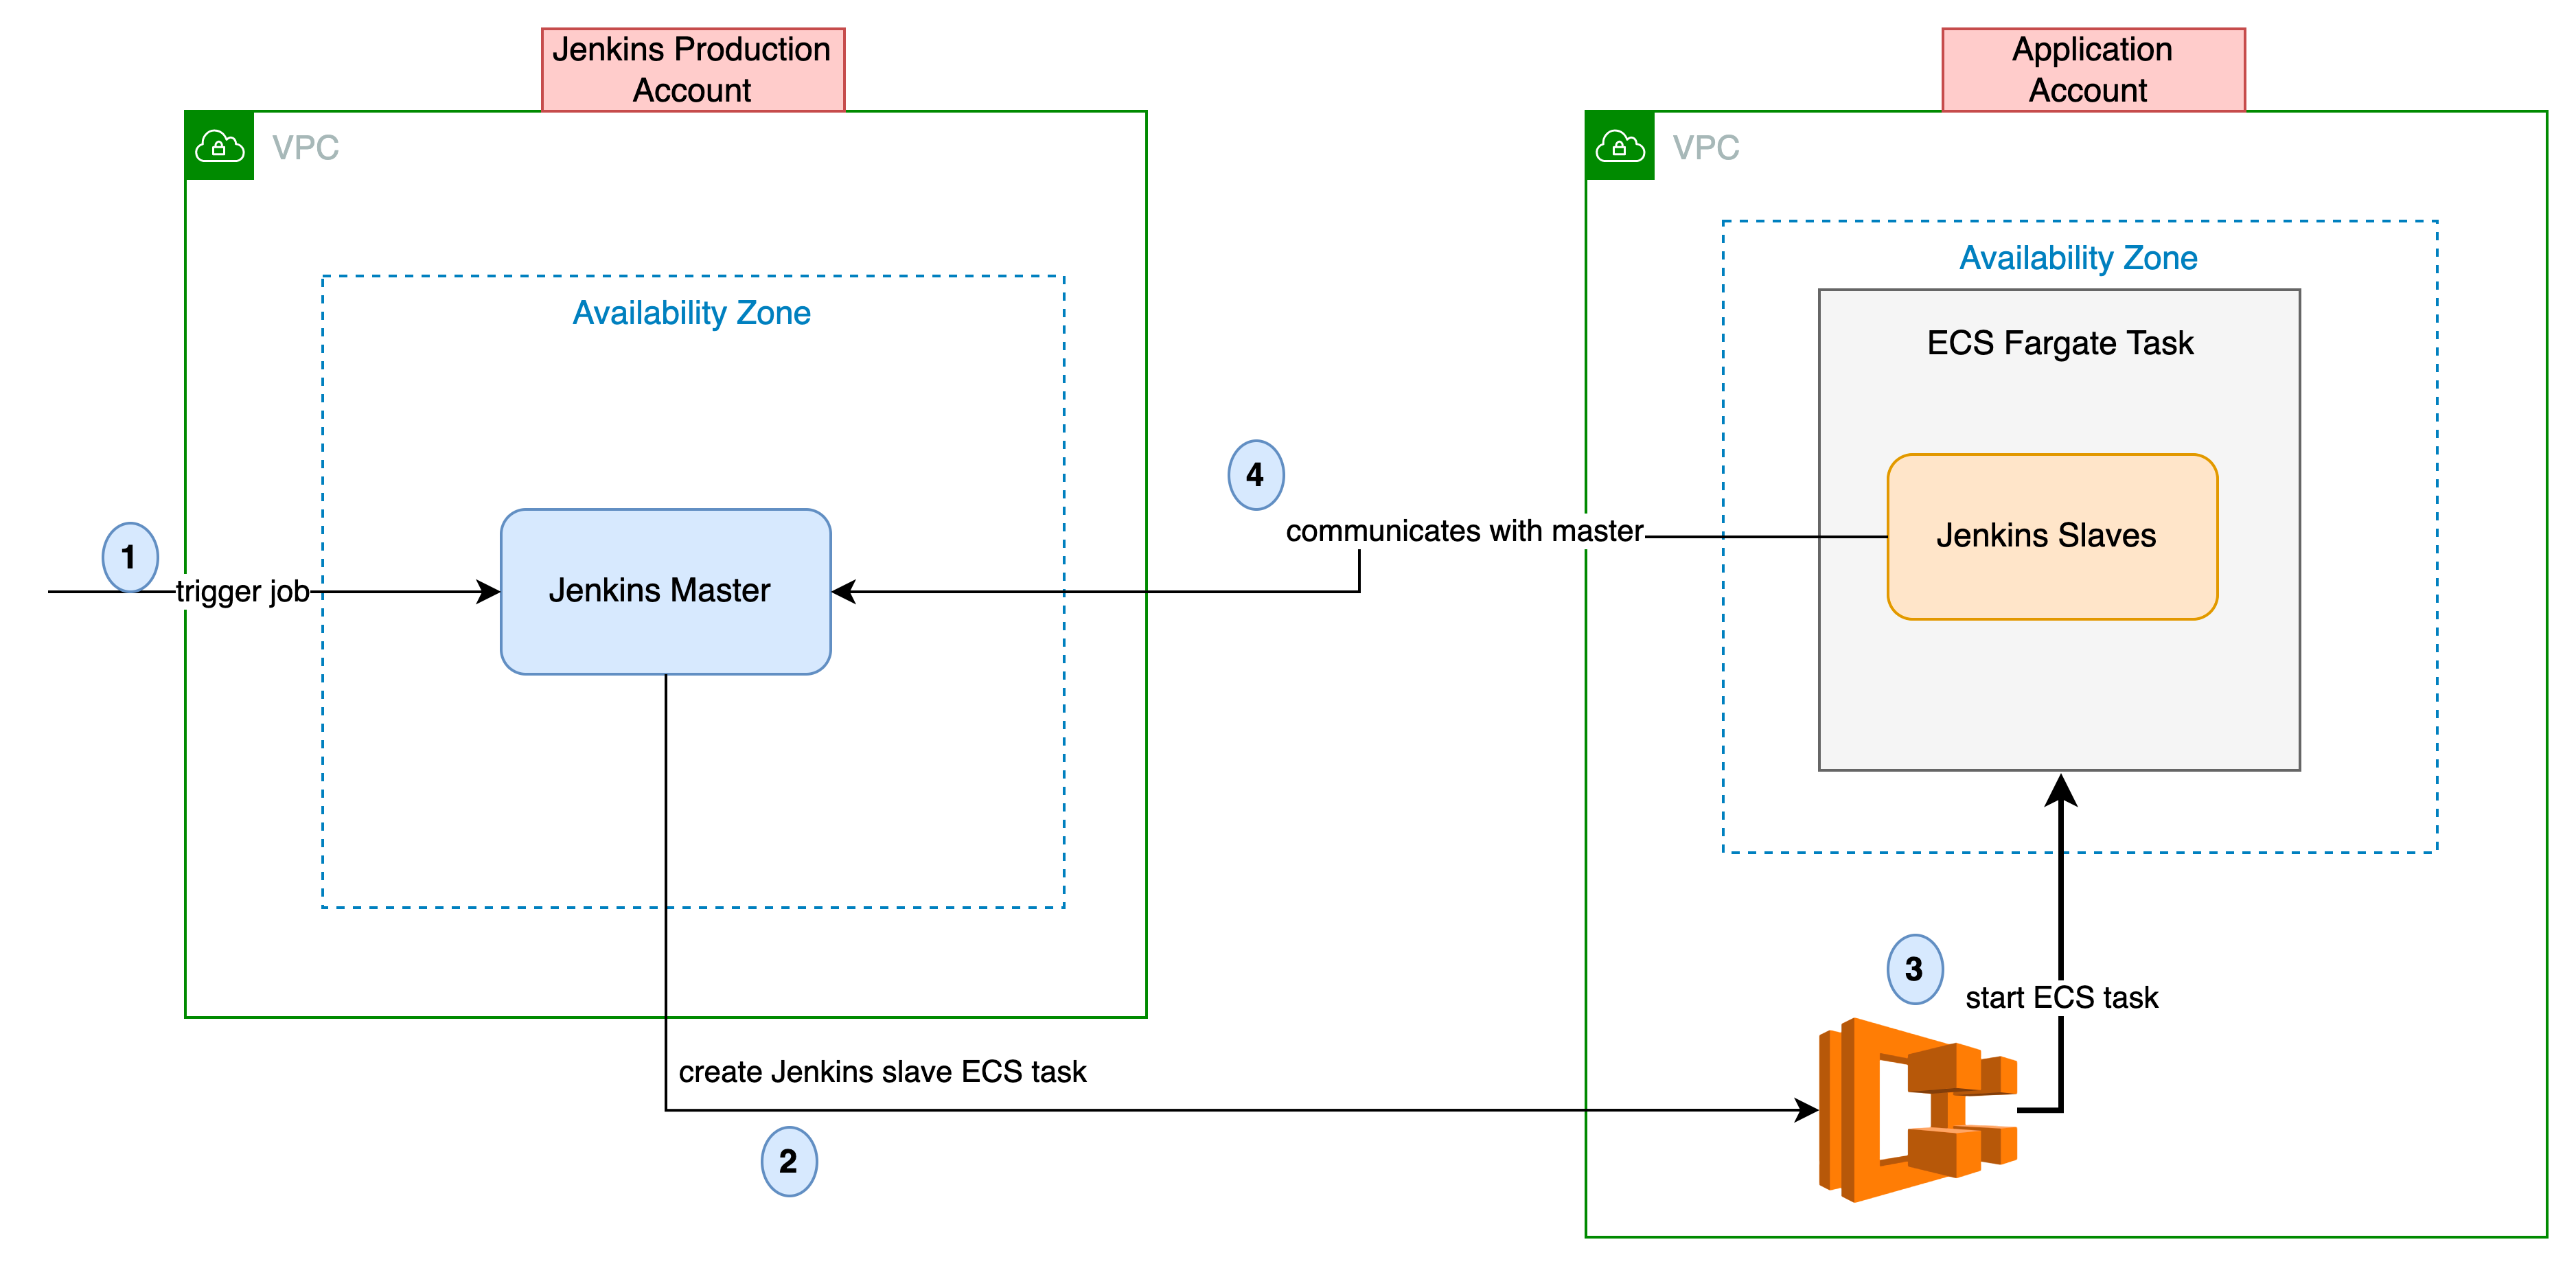 Jenkins Production
Account
Application
Account
VPC
VPC
Availability Zone
Availability Zone
ECS Fargate Task
4
communicates with master
Jenkins Slaves
1
trigger job
Jenkins Master
3
start ECS task
create Jenkins slave ECS task
2